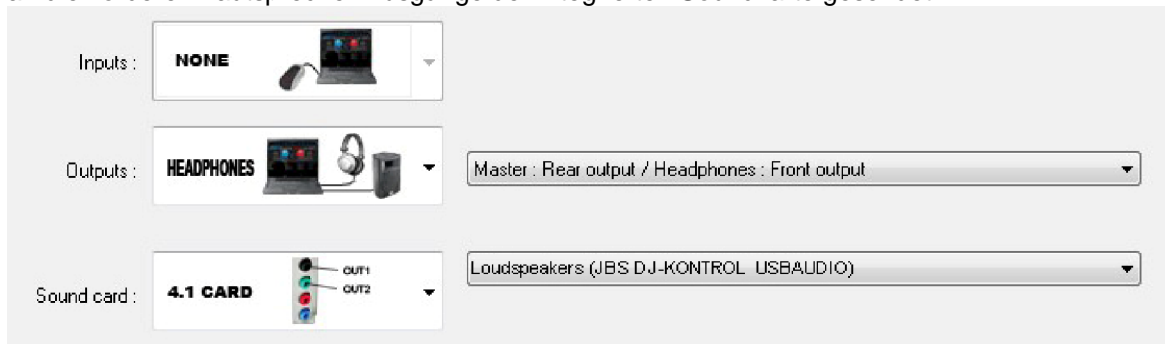 Inputs :
NONE
Outputs :
HEADPHONES
Master : Rear output / Headphones : Front output
Sound card :
4.1 CARD
OUT1
OUT2
Loudspeakers (JBS DJ-KONTROL USBAUDIO)